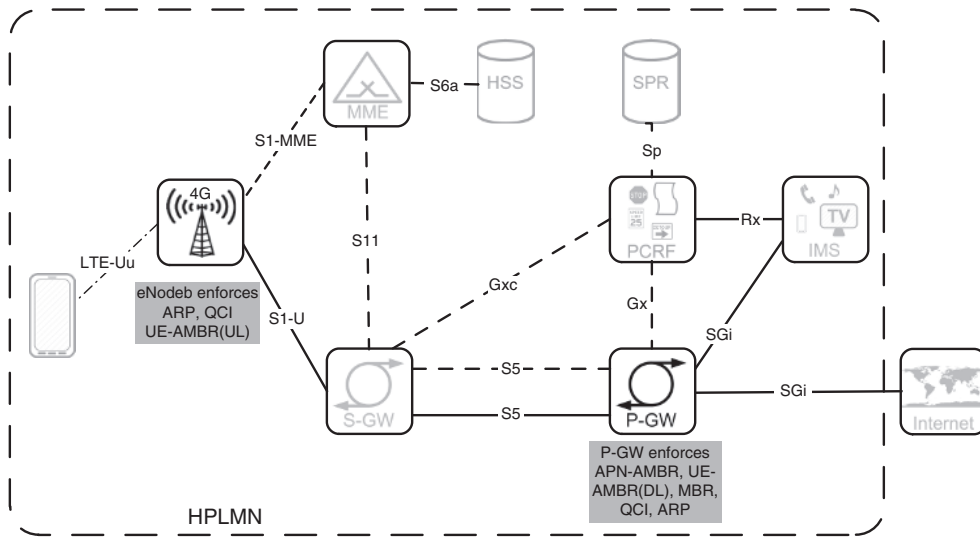 MME
S6a
HSS
SPR
S1-MME
Sp
4G
STOP
25
PCRF
Rx
TV
IMS
LTE-Uu
S11
Gxc
Gx
eNodeb enforces
ARP, QCI
UE-AMBR(UL)
S1-U
SGi
S5
S5
S-GW
P-GW
SGi
Internet
P-GW enforces
APN-AMBR, UE-
AMBR(DL), MBR,
QCI, ARP
HPLMN